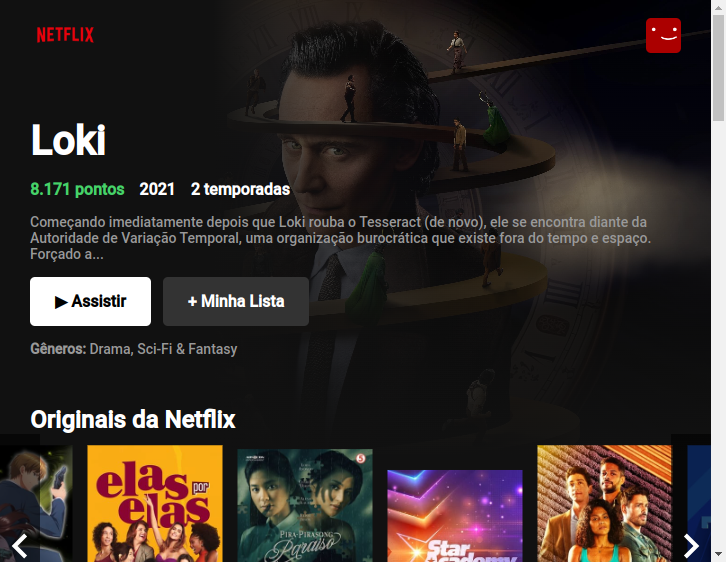 NETFLIX
Loki
8.171 pontos 2021 2 temporadas
Começando imediatamente depois que Loki rouba o Tesseract (de novo), ele se encontra diante da
Autoridade de Variação Temporal, uma organização burocrática que existe fora do tempo e espaço.
Forçado a...
▶ Assistir
+ Minha Lista
Gêneros: Drama, Sci-Fi & Fantasy
Originais da Netflix
elas
por
elas
PIRA-PIRASONG
Paraiso
5
Star
Academy